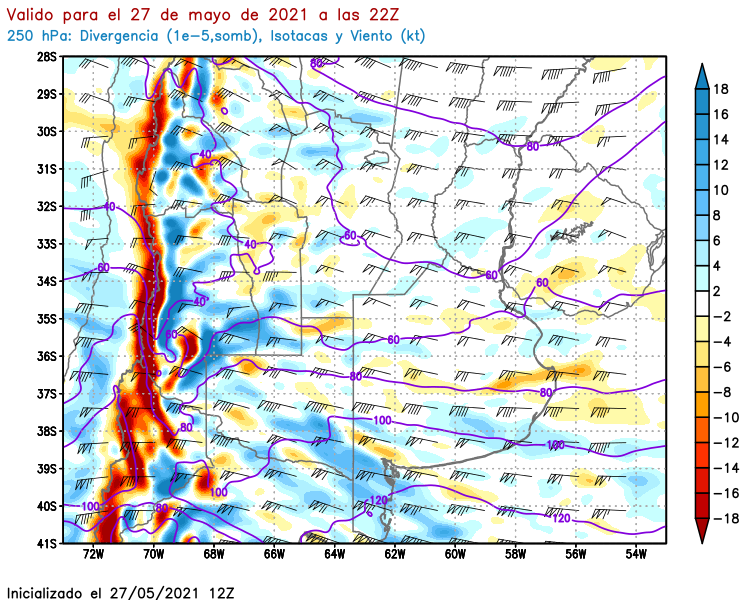 Valido para el 27 de mayo de 2021 a las 22Z
250 hPa: Divergencia (1e-5,somb), Isotacas y Viento (kt)
28S
29S
30S
31S
32S
33S
34S
35S
36S
37S
38S
39S
40S
41S
72W 70W 68W 66W 64W 62W 60W 58W 56W 54W
80
80
40
40
60
40
60
60
60
40
60
60
80
80
80
100
100
100
100
80
120
120
18
16
14
12
10
8
6
4
2
-2
-4
-6
-8
-10
-12
-14
-16
-18
Inicializado el 27/05/2021 12Z